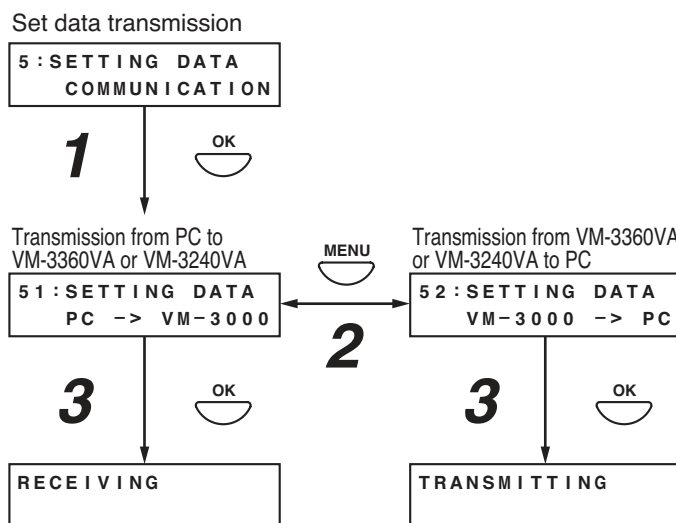 Set data transmission
5:SETTING DATA
COMMUNICATION
1
OK
Transmission from PC to
VM-3360VA or VM-3240VA
MENU
Transmission from VM-3360VA
or VM-3240VA to PC
51:SETTING DATA
PC -> VM-3000
2
52:SETTING DATA
VM-3000 -> PC
3
OK
3
OK
RECEIVING
TRANSMITTING